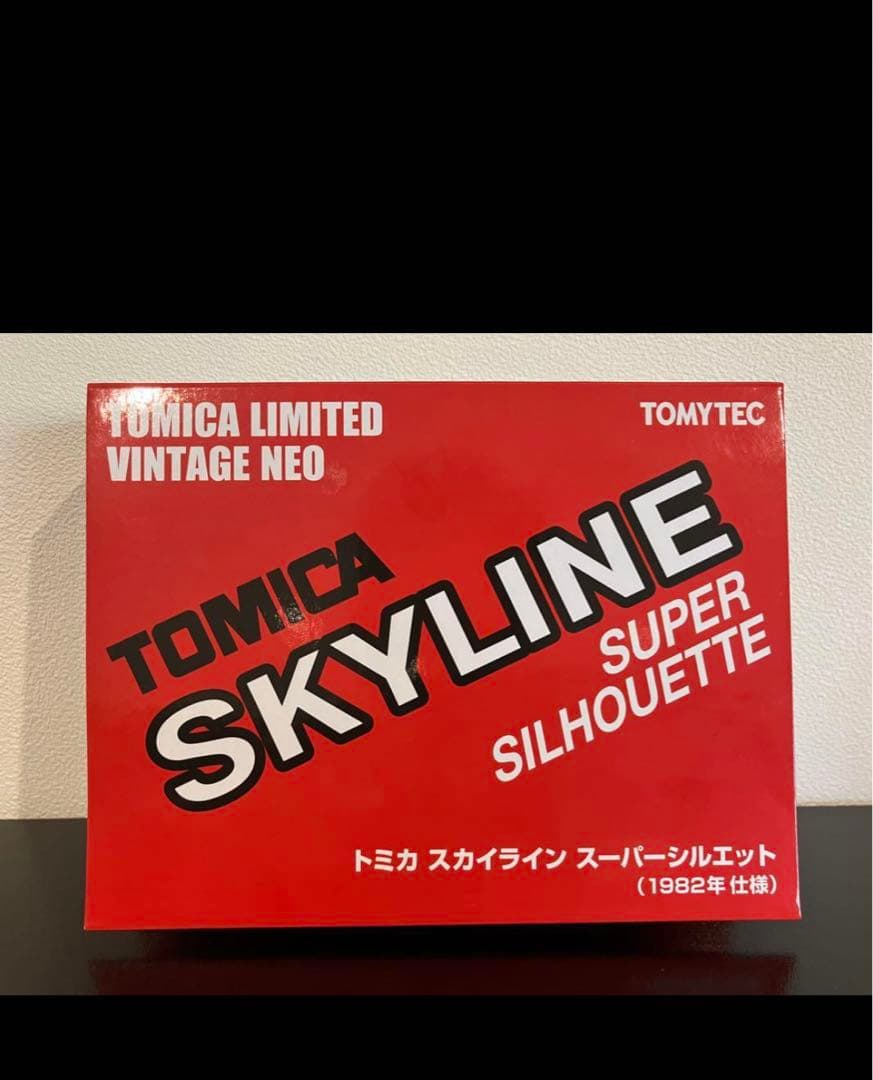 TOMICA LIMITED
VINTAGE NEO
TOMYTEC
TOMICA
SKYLINE
SUPER
SILHOUETTE
トミカ スカイライン スーパーシルエット
（1982年 仕様）